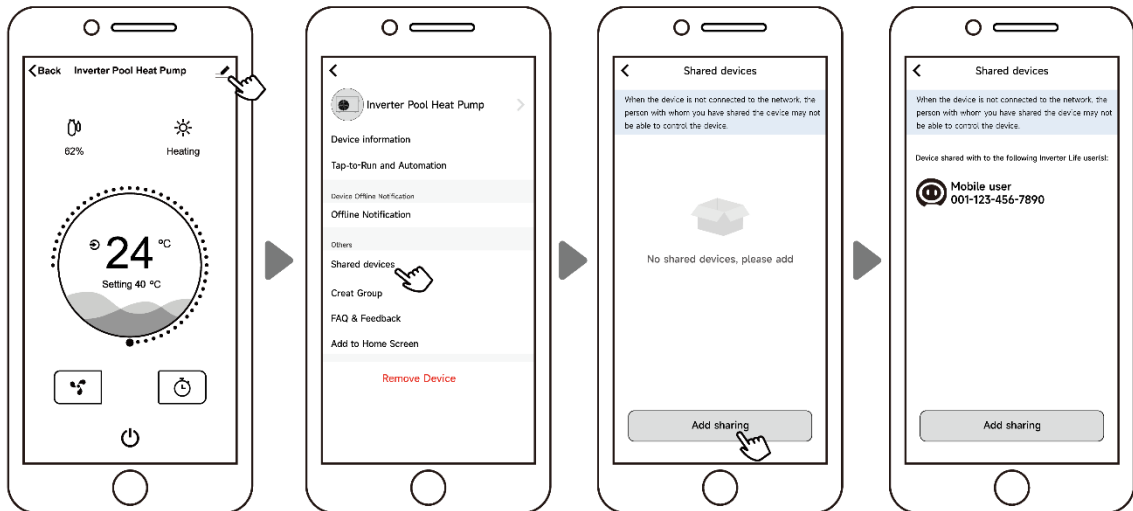 Back Inverter Pool Heat Pump
62%
Heating
24 °C
Setting 40 °C
Inverter Pool Heat Pump
Device information
Tap-to-Run and Automation
Device Offline Notification
Offline Notification
Others
Shared devices
Creat Group
FAQ & Feedback
Add to Home Screen
Remove Device
Shared devices
When the device is not connected to the network, the
person with whom you have shared the device may not
be able to control the device.
No shared devices, please add
Add sharing
Shared devices
When the device is not connected to the network, the
person with whom you have shared the device may not
be able to control the device.
Device shared with to the following Inverter Life user(s):
Mobile user
001-123-456-7890
Add sharing